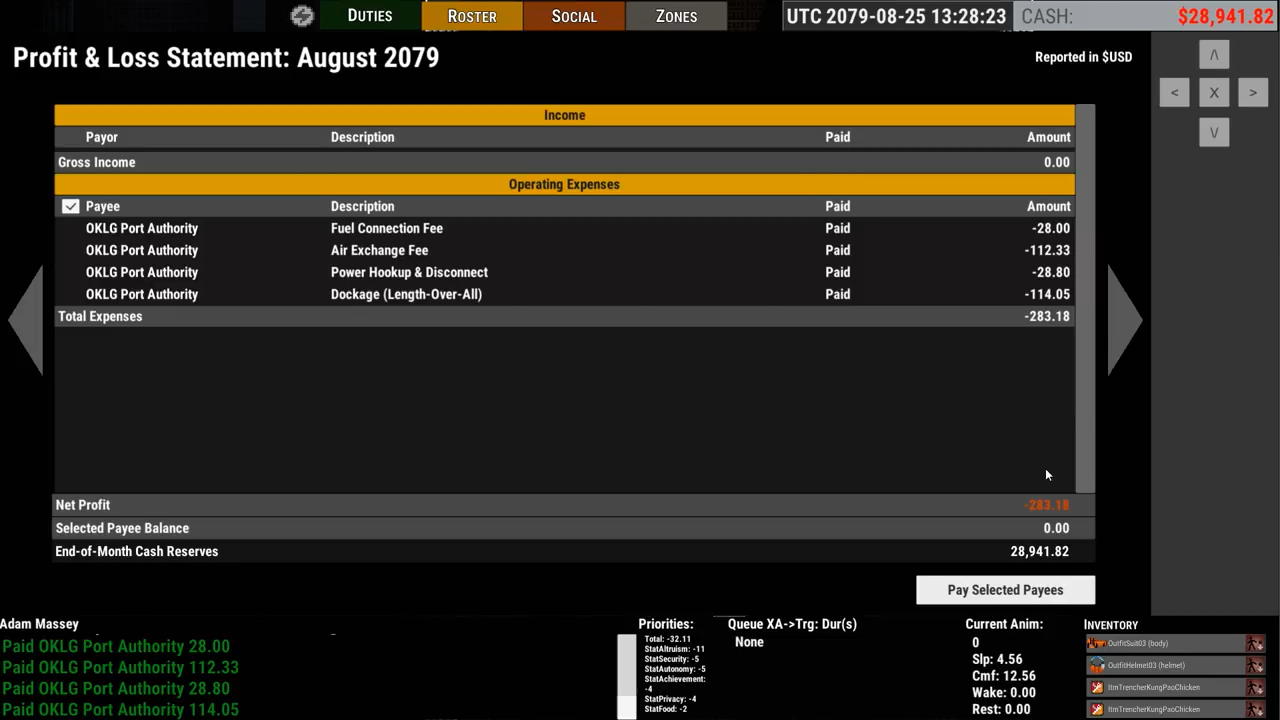 DUTIES ROSTER SOCIAL ZONES UTC 2079-08-25 13:28:23 CASH: $28,941.82
Profit & Loss Statement: August 2079
Reported in $USD
Λ
< X >
V
Income
Payor Description Paid Amount
Gross Income 0.00
Operating Expenses
Payee Description Paid Amount
OKLG Port Authority Fuel Connection Fee Paid -28.00
OKLG Port Authority Air Exchange Fee Paid -112.33
OKLG Port Authority Power Hookup & Disconnect Paid -28.80
OKLG Port Authority Dockage (Length-Over-All) Paid -114.05
Total Expenses -283.18
Net Profit -283.18
Selected Payee Balance 0.00
End-of-Month Cash Reserves 28,941.82
Pay Selected Payees
Adam Massey
Paid OKLG Port Authority 28.00
Paid OKLG Port Authority 112.33
Paid OKLG Port Authority 28.80
Paid OKLG Port Authority 114.05
Priorities:
Total: -32.11
StatAltruism: -11
StatSecurity: -5
StatAutonomy: -5
StatAchievement:
-4
StatPrivacy: -4
StatFood: -2
Queue XA->Trg: Dur(s)
None
Current Anim:
0
Slp: 4.56
Cmf: 12.56
Wake: 0.00
Rest: 0.00
INVENTORY
OutfitSuit03 (body)
OutfitHelmet03 (helmet)
ItmTrencherKungPaoChicken
ItmTrencherKungPaoChicken